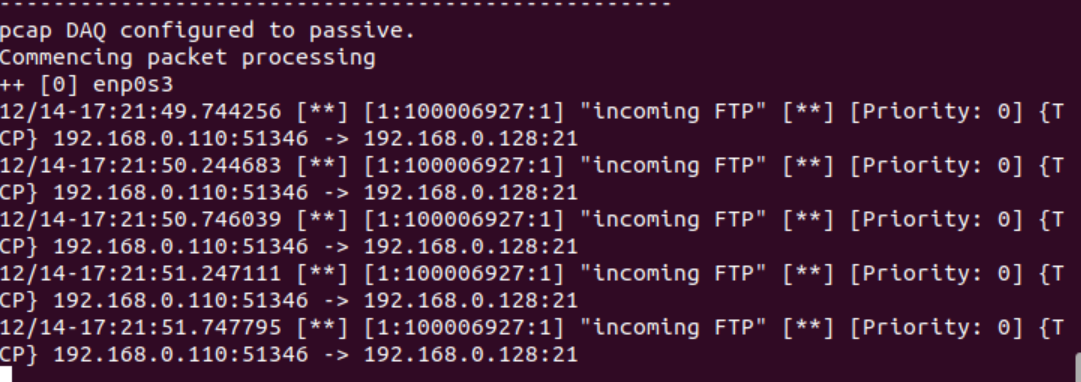 --------------------------------------------------
pcap DAQ configured to passive.
Commencing packet processing
++ [0] enp0s3
12/14-17:21:49.744256 [**] [1:100006927:1] "incoming FTP" [**] [Priority: 0] {T
CP} 192.168.0.110:51346 -> 192.168.0.128:21
12/14-17:21:50.244683 [**] [1:100006927:1] "incoming FTP" [**] [Priority: 0] {T
CP} 192.168.0.110:51346 -> 192.168.0.128:21
12/14-17:21:50.746039 [**] [1:100006927:1] "incoming FTP" [**] [Priority: 0] {T
CP} 192.168.0.110:51346 -> 192.168.0.128:21
12/14-17:21:51.247111 [**] [1:100006927:1] "incoming FTP" [**] [Priority: 0] {T
CP} 192.168.0.110:51346 -> 192.168.0.128:21
12/14-17:21:51.747795 [**] [1:100006927:1] "incoming FTP" [**] [Priority: 0] {T
CP} 192.168.0.110:51346 -> 192.168.0.128:21